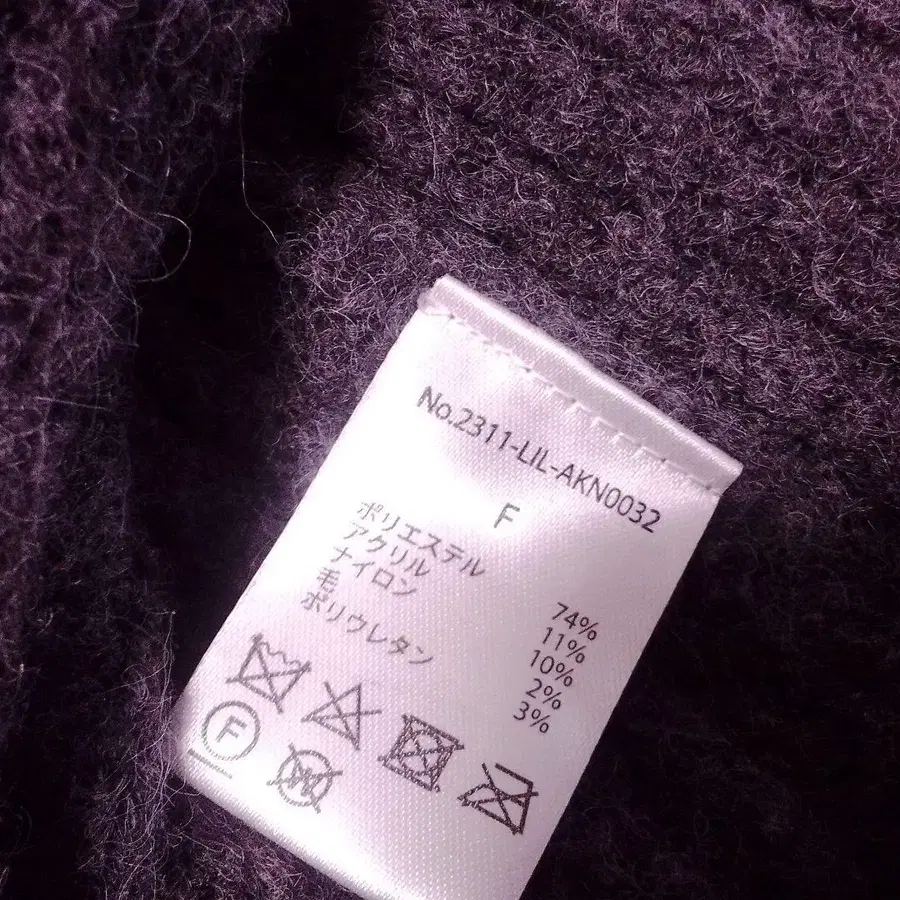 No.2311-LIL-AKN0032
F
ポリエステル 74%
アクリル 11%
ナイロン 10%
毛 2%
ポリウレタン 3%
F
W